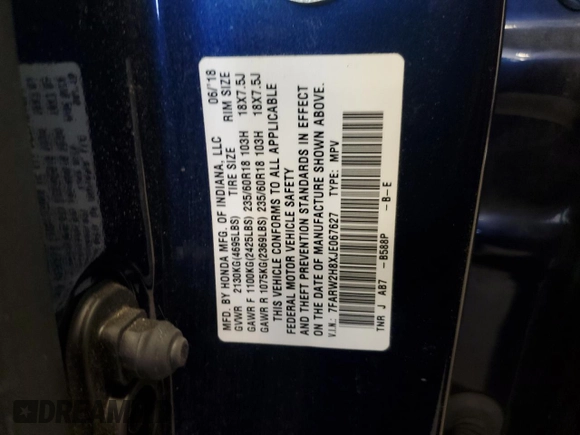 MFD. BY HONDA MFG. OF INDIANA, LLC 06/'18
TIRE SIZE RIM SIZE
GVWR 2130KG(4695LBS)
GAWR F 1100KG(2425LBS) 235/60R18 103H 18X7.5J
GAWR R 1075KG(2369LBS) 235/60R18 103H 18X7.5J
THIS VEHICLE CONFORMS TO ALL APPLICABLE
FEDERAL MOTOR VEHICLE SAFETY
AND THEFT PREVENTION STANDARDS IN EFFECT
ON THE DATE OF MANUFACTURE SHOWN ABOVE.
V.I.N.: 7FARW2H8XJE067627 TYPE: MPV
TNR J AB7 -B588P -B-E
DREAM